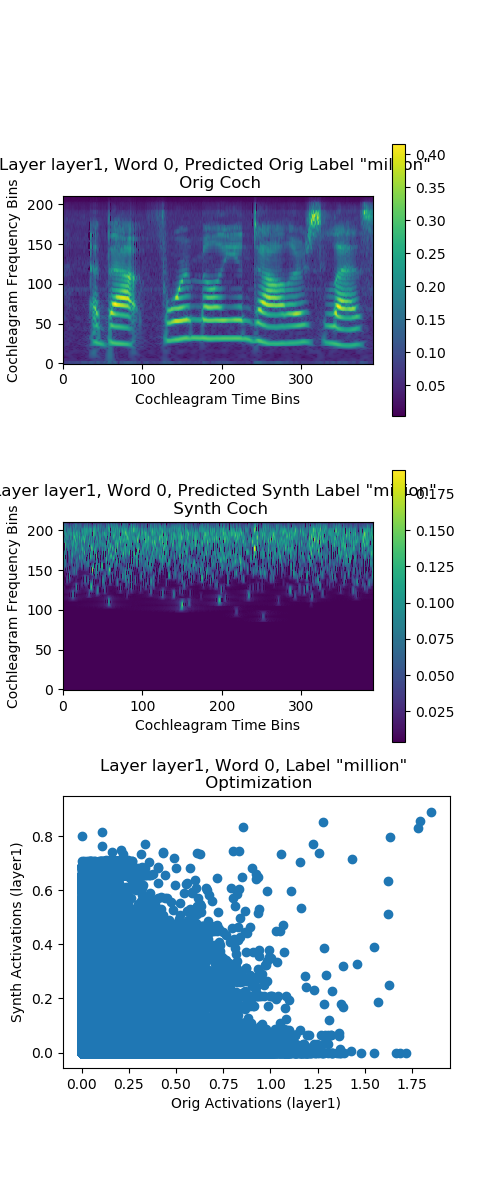 Layer layer1, Word 0, Predicted Orig Label "million"
Orig Coch
Cochleagram Frequency Bins
200
150
100
50
0
0 100 200 300
Cochleagram Time Bins
0.40
0.35
0.30
0.25
0.20
0.15
0.10
0.05
Layer layer1, Word 0, Predicted Synth Label "million"
Synth Coch
Cochleagram Frequency Bins
200
150
100
50
0
0 100 200 300
Cochleagram Time Bins
0.175
0.150
0.125
0.100
0.075
0.050
0.025
Layer layer1, Word 0, Label "million"
Optimization
Synth Activations (layer1)
0.8
0.6
0.4
0.2
0.0
0.00 0.25 0.50 0.75 1.00 1.25 1.50 1.75
Orig Activations (layer1)